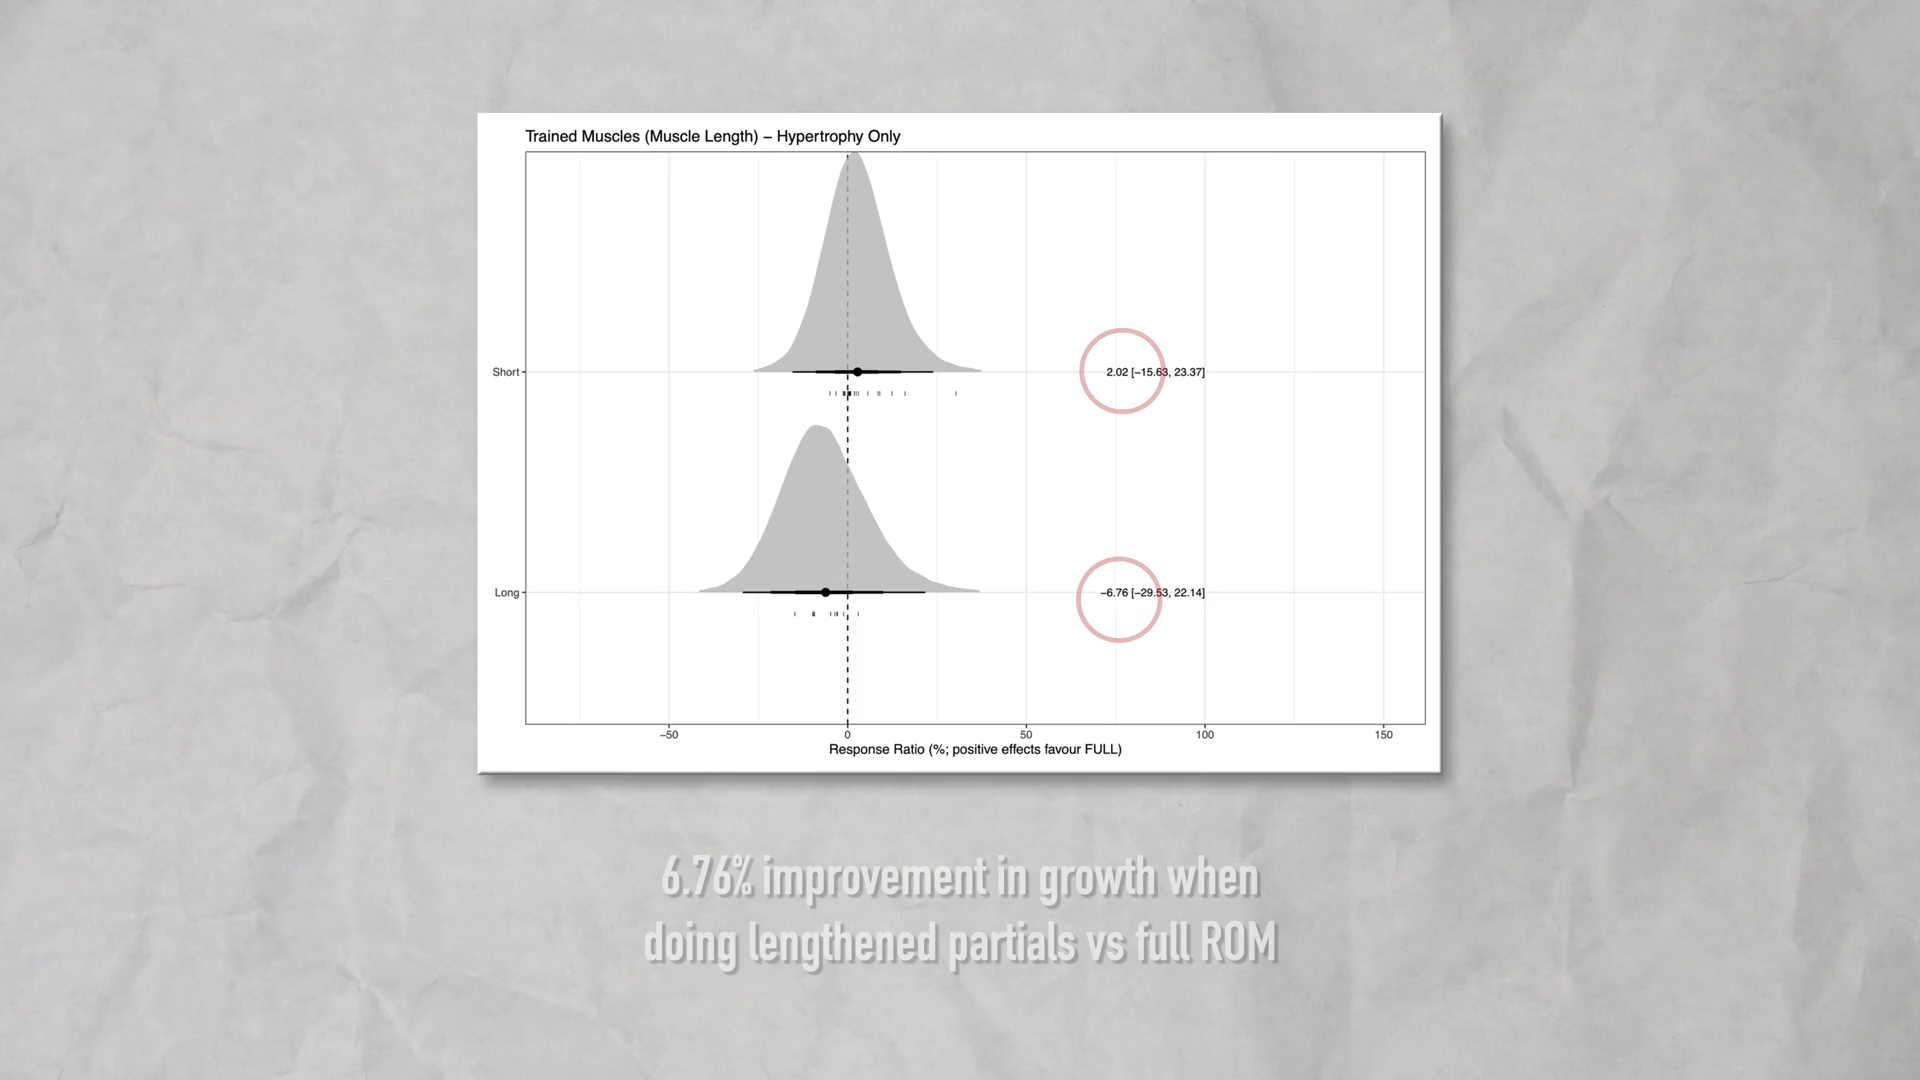 Trained Muscles (Muscle Length) – Hypertrophy Only
Short
2.02 [−15.63, 23.37]
Long
−6.76 [−29.53, 22.14]
−50 0 50 100 150
Response Ratio (%; positive effects favour FULL)
6.76% improvement in growth when
doing lengthened partials vs full ROM